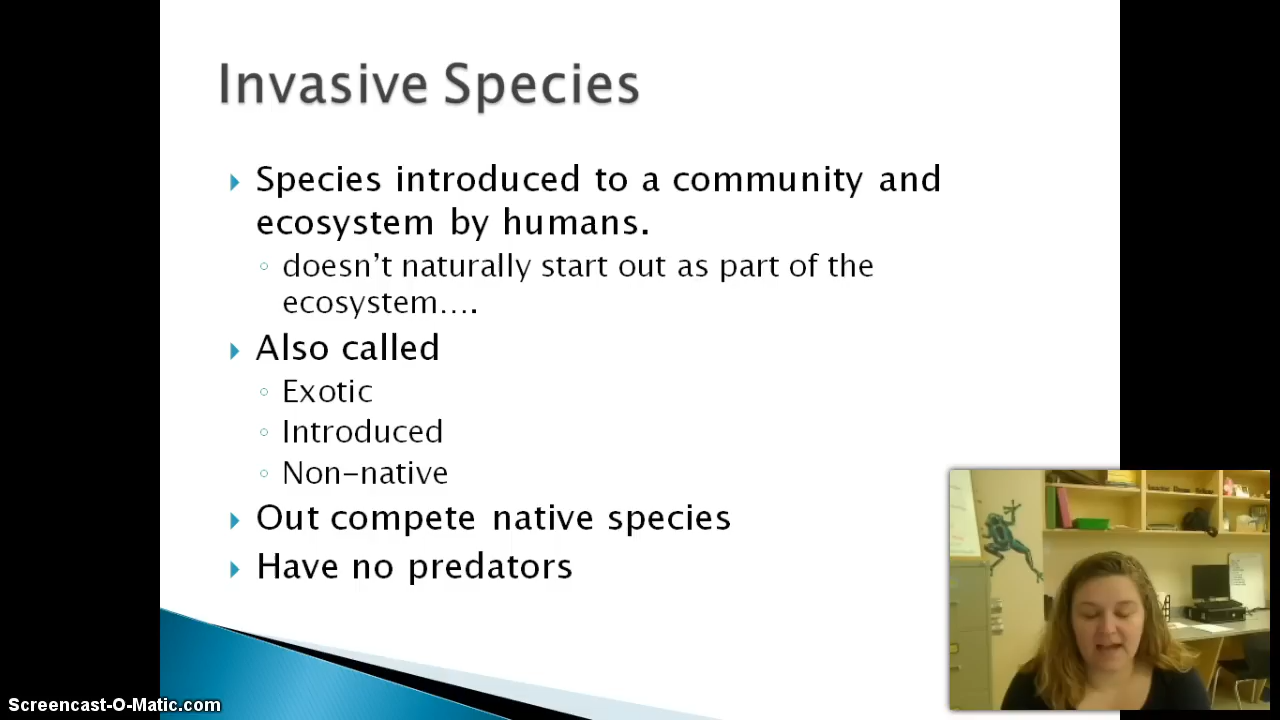 Invasive Species
Species introduced to a community and
ecosystem by humans.
doesn't naturally start out as part of the
ecosystem….
Also called
Exotic
Introduced
Non-native
Out compete native species
Have no predators
Screencast-O-Matic.com